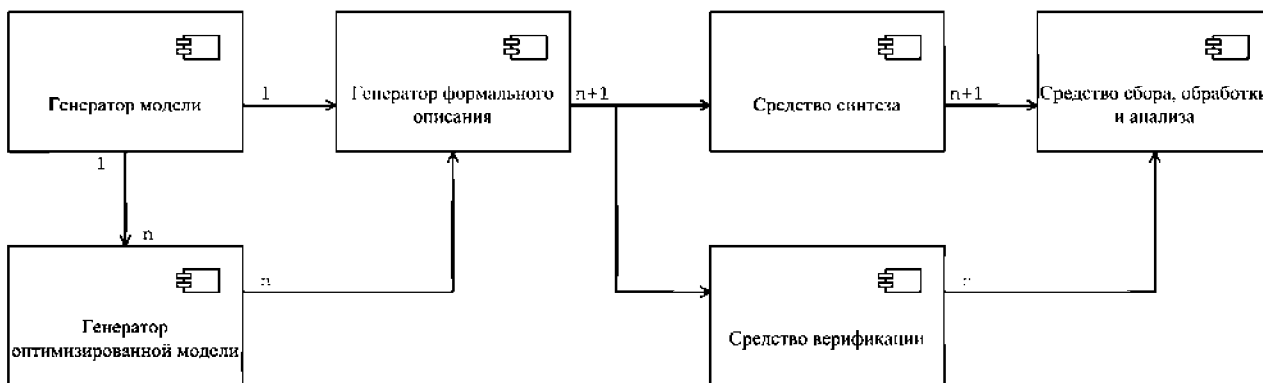 Генератор модели
1
Генератор формального
описания
n+1
Средство синтеза
n+1
Средство сбора, обработки
и анализа
1
n
Генератор
оптимизированной модели
n
Средство верификации